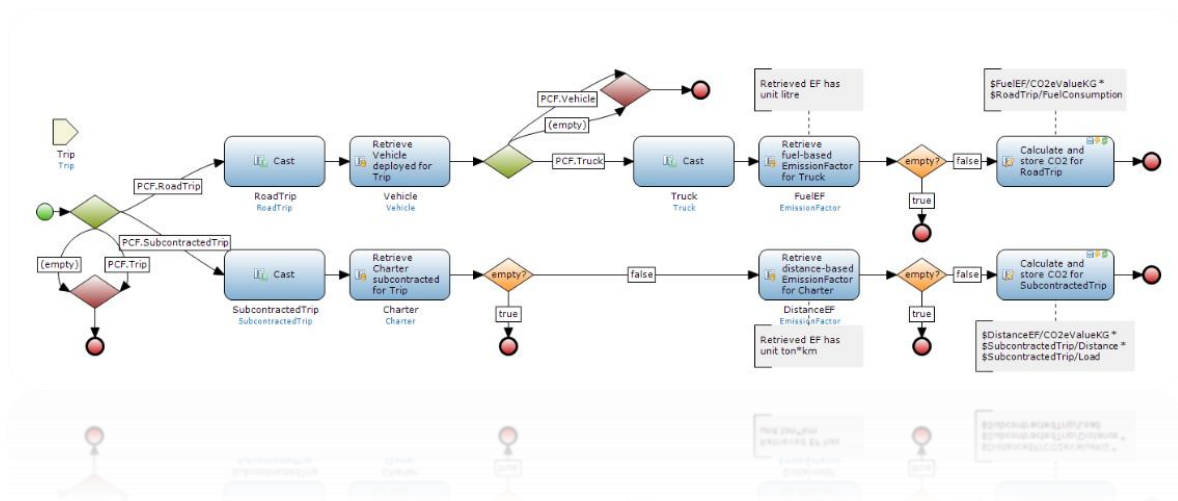 Trip
Trip
PCF.RoadTrip
PCF.SubcontractedTrip
(empty)
PCF.Trip
Cast
RoadTrip
RoadTrip
Retrieve
Vehicle
deployed for
Trip
Vehicle
Vehicle
PCF.Vehicle
(empty)
PCF.Truck
Cast
Truck
Truck
Retrieved EF has
unit litre
Retrieve
fuel-based
EmissionFactor
for Truck
FuelEF
EmissionFactor
empty?
false
true
$FuelEF/CO2eValueKG *
$RoadTrip/FuelConsumption
Calculate and
store CO2 for
RoadTrip
Cast
SubcontractedTrip
SubcontractedTrip
Retrieve
Charter
subcontracted
for Trip
Charter
Charter
empty?
true
false
Retrieve
distance-based
EmissionFactor
for Charter
DistanceEF
EmissionFactor
Retrieved EF has
unit ton*km
empty?
false
true
Calculate and
store CO2 for
SubcontractedTrip
$DistanceEF/CO2eValueKG *
$SubcontractedTrip/Distance *
$SubcontractedTrip/Load